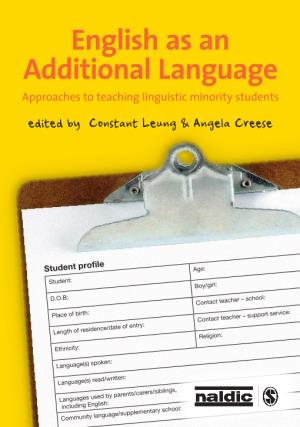 English as an
Additional Language
Approaches to teaching linguistic minority students
edited by Constant Leung & Angela Creese
Student profile
Student:
Age:
D.O.B:
Boy/girl:
Place of birth:
Contact teacher – school:
Length of residence/date of entry:
Contact teacher – support service:
Ethnicity:
Religion:
Language(s) spoken:
Language(s) read/written:
Languages used by parents/carers/siblings,
including English:
Community language/supplementary school:
naldic
S